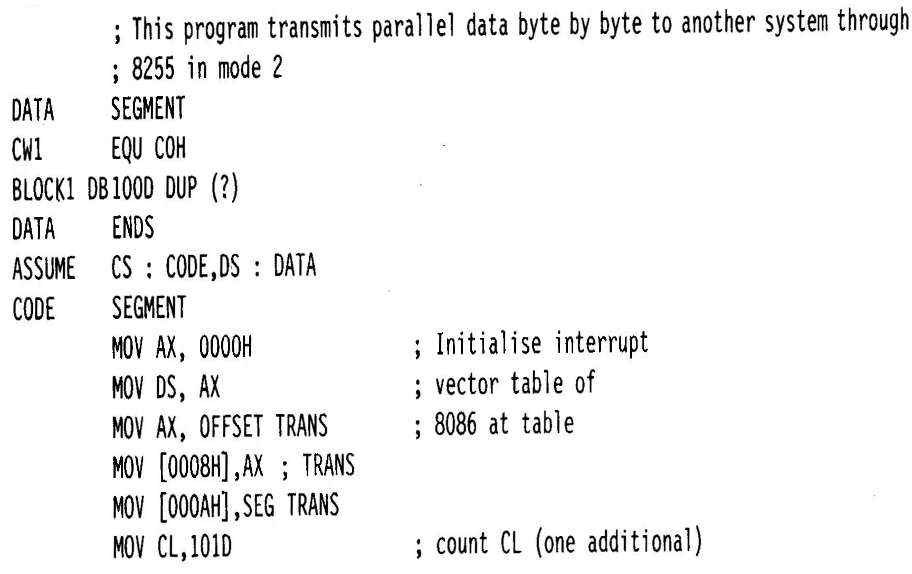 ; This program transmits parallel data byte by byte to another system through
; 8255 in mode 2
DATA SEGMENT
CW1 EQU COH
BLOCK1 DB100D DUP (?)
DATA ENDS
ASSUME CS : CODE,DS : DATA
CODE SEGMENT
MOV AX, 0000H ; Initialise interrupt
MOV DS, AX ; vector table of
MOV AX, OFFSET TRANS ; 8086 at table
MOV [0008H],AX ; TRANS
MOV [000AH],SEG TRANS
MOV CL,101D ; count CL (one additional)